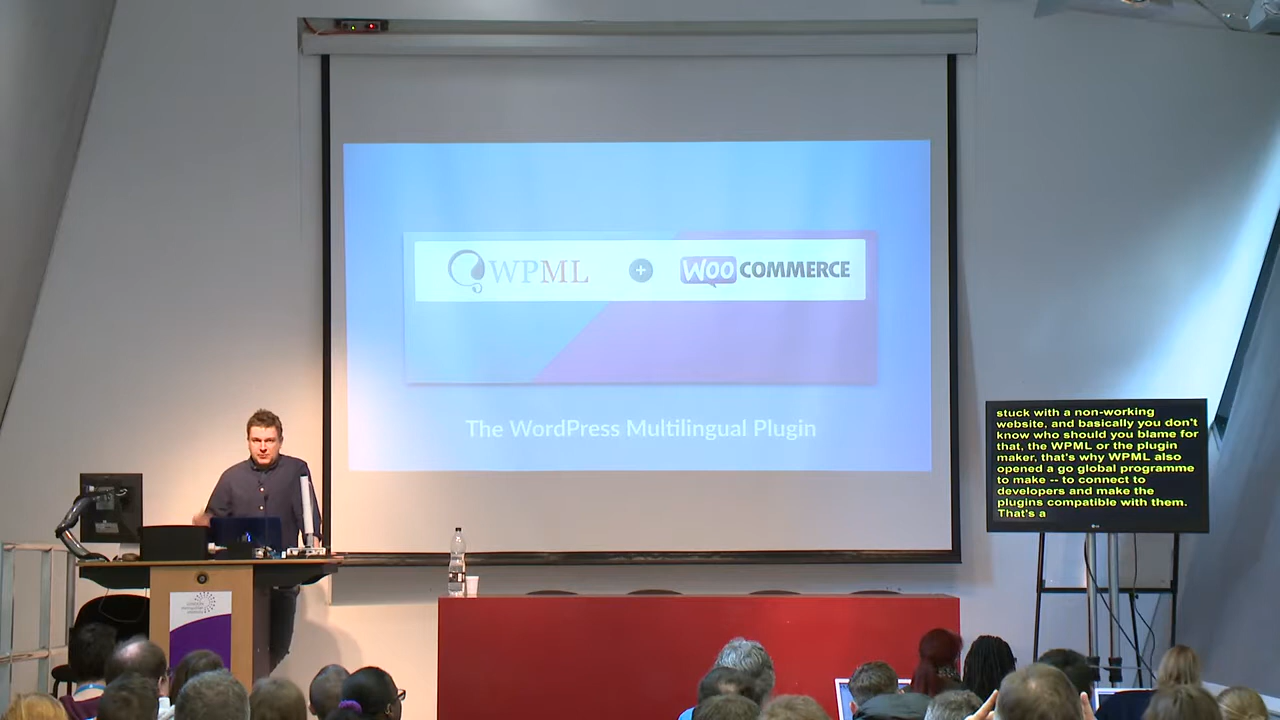 WPML + WOO COMMERCE
The WordPress Multilingual Plugin
stuck with a non-working
website, and basically you don't
know who should you blame for
that, the WPML or the plugin
maker, that's why WPML also
opened a go global programme
to make -- to connect to
developers and make the
plugins compatible with them.
That's a
LG